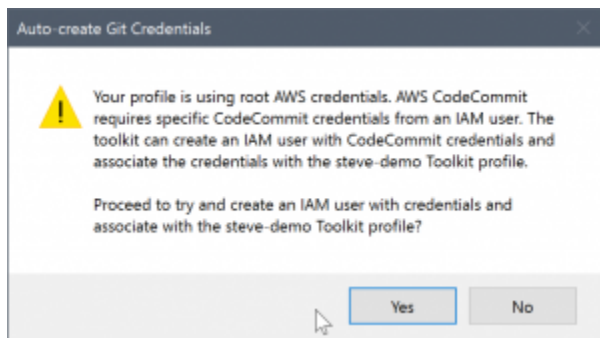 Auto-create Git Credentials
Your profile is using root AWS credentials. AWS CodeCommit
requires specific CodeCommit credentials from an IAM user. The
toolkit can create an IAM user with CodeCommit credentials and
associate the credentials with the steve-demo Toolkit profile.
Proceed to try and create an IAM user with credentials and
associate with the steve-demo Toolkit profile?
Yes
No